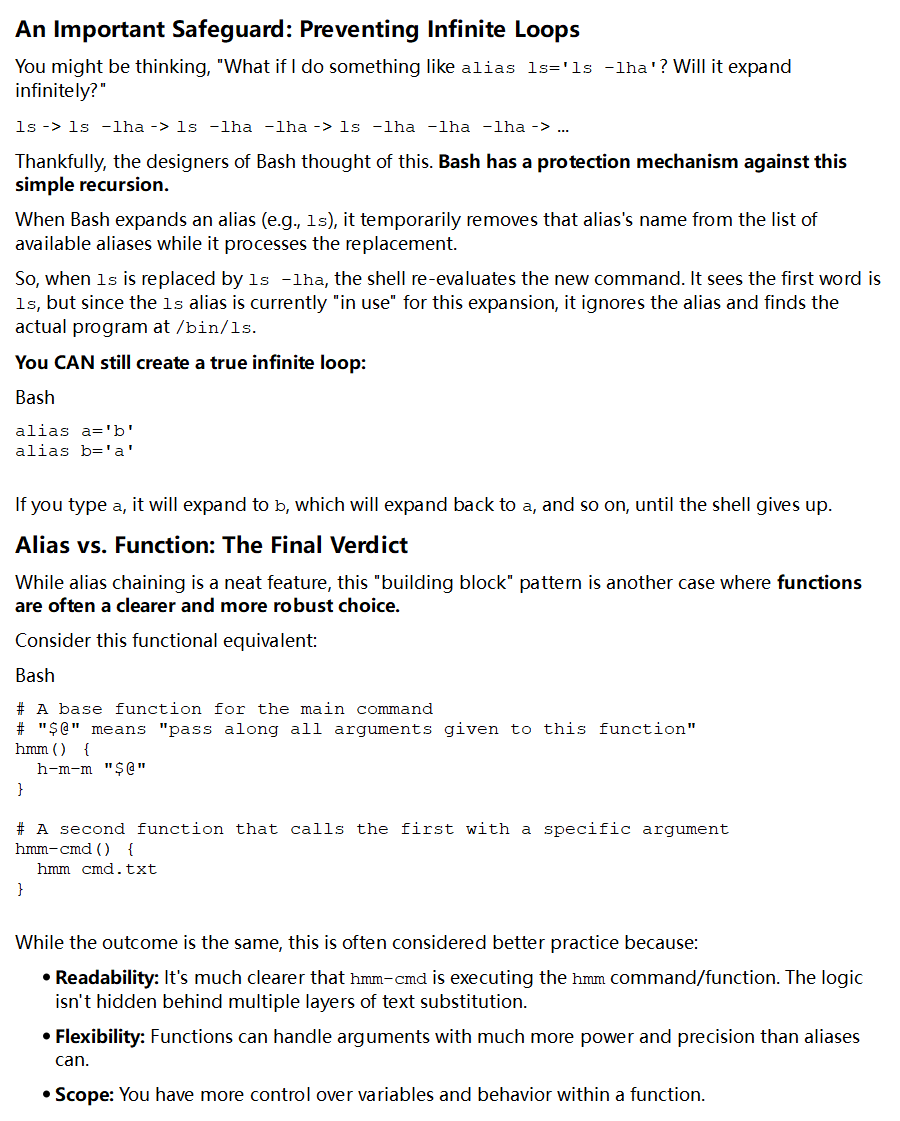 An Important Safeguard: Preventing Infinite Loops
You might be thinking, "What if I do something like alias ls='ls -lha'? Will it expand
infinitely?"
ls -> ls -lha -> ls -lha -lha -> ls -lha -lha -lha -> ...
Thankfully, the designers of Bash thought of this. Bash has a protection mechanism against this
simple recursion.
When Bash expands an alias (e.g., ls), it temporarily removes that alias's name from the list of
available aliases while it processes the replacement.
So, when ls is replaced by ls -lha, the shell re-evaluates the new command. It sees the first word is
ls, but since the ls alias is currently "in use" for this expansion, it ignores the alias and finds the
actual program at /bin/ls.
You CAN still create a true infinite loop:
Bash
alias a='b'
alias b='a'
If you type a, it will expand to b, which will expand back to a, and so on, until the shell gives up.
Alias vs. Function: The Final Verdict
While alias chaining is a neat feature, this "building block" pattern is another case where functions
are often a clearer and more robust choice.
Consider this functional equivalent:
Bash
# A base function for the main command
# "$@" means "pass along all arguments given to this function"
hmm() {
  h-m-m "$@"
}
# A second function that calls the first with a specific argument
hmm-cmd() {
  hmm cmd.txt
}
While the outcome is the same, this is often considered better practice because:
• Readability: It's much clearer that hmm-cmd is executing the hmm command/function. The logic
isn't hidden behind multiple layers of text substitution.
• Flexibility: Functions can handle arguments with much more power and precision than aliases
can.
• Scope: You have more control over variables and behavior within a function.